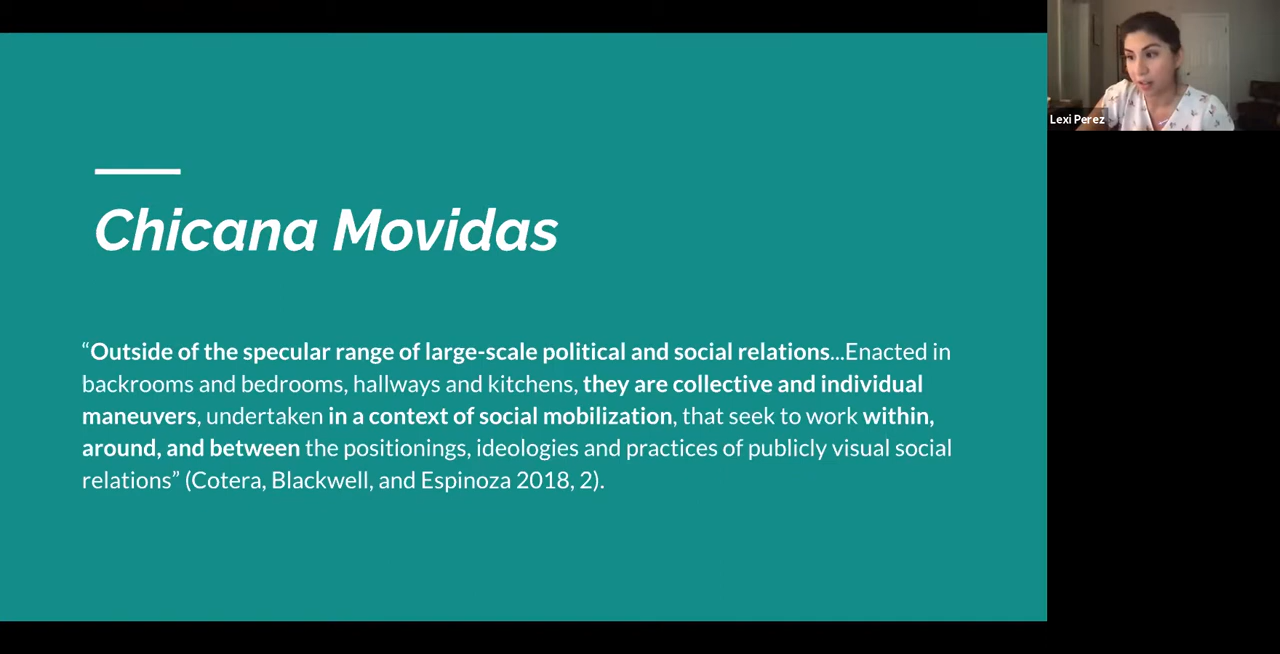 Chicana Movidas
“Outside of the specular range of large-scale political and social relations...Enacted in
backrooms and bedrooms, hallways and kitchens, they are collective and individual
maneuvers, undertaken in a context of social mobilization, that seek to work within,
around, and between the positionings, ideologies and practices of publicly visual social
relations” (Cotera, Blackwell, and Espinoza 2018, 2).
Lexi Perez